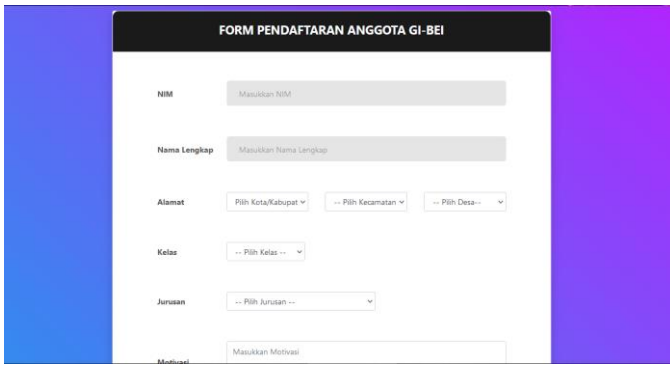 FORM PENDAFTARAN ANGGOTA GI-BEI
NIM Masukkan NIM
Nama Lengkap Masukkan Nama Lengkap
Alamat Pilih Kota/Kabupat -- Pilih Kecamatan -- Pilih Desa--
Kelas -- Pilih Kelas --
Jurusan -- Pilih Jurusan --
Masukkan Motivasi
Motivasi